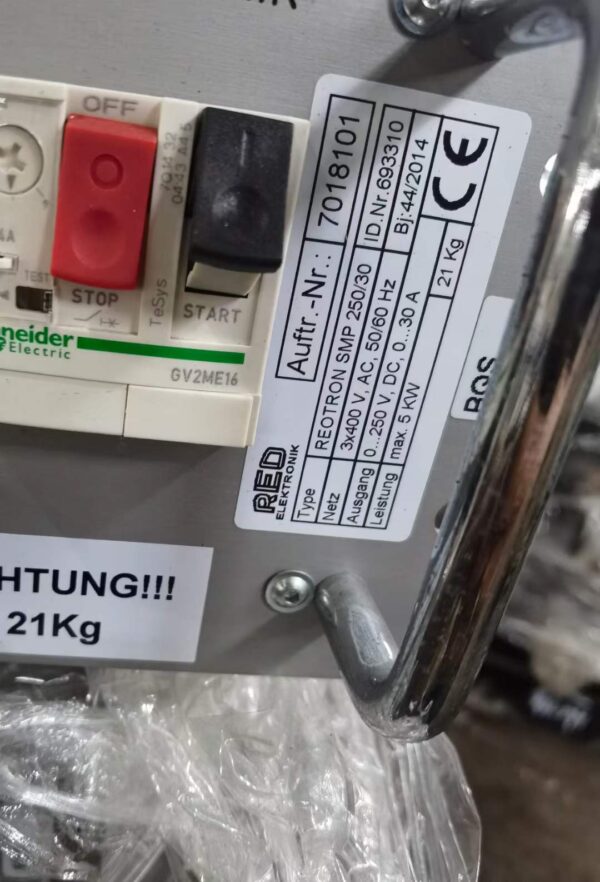 OFF
STOP
TEST
TeSys
START
Schneider
Electric
GV2ME16
Auftr.-Nr.: 7018101
RED
ELEKTRONIK
Type REOTRON SMP 250/30 ID.Nr.693310
Netz 3x400 V, AC, 50/60 Hz Bj:44/2014
Ausgang 0...250 V, DC, 0...30 A
Leistung max. 5 KW 21 Kg
CE
HTUNG!!!
21Kg